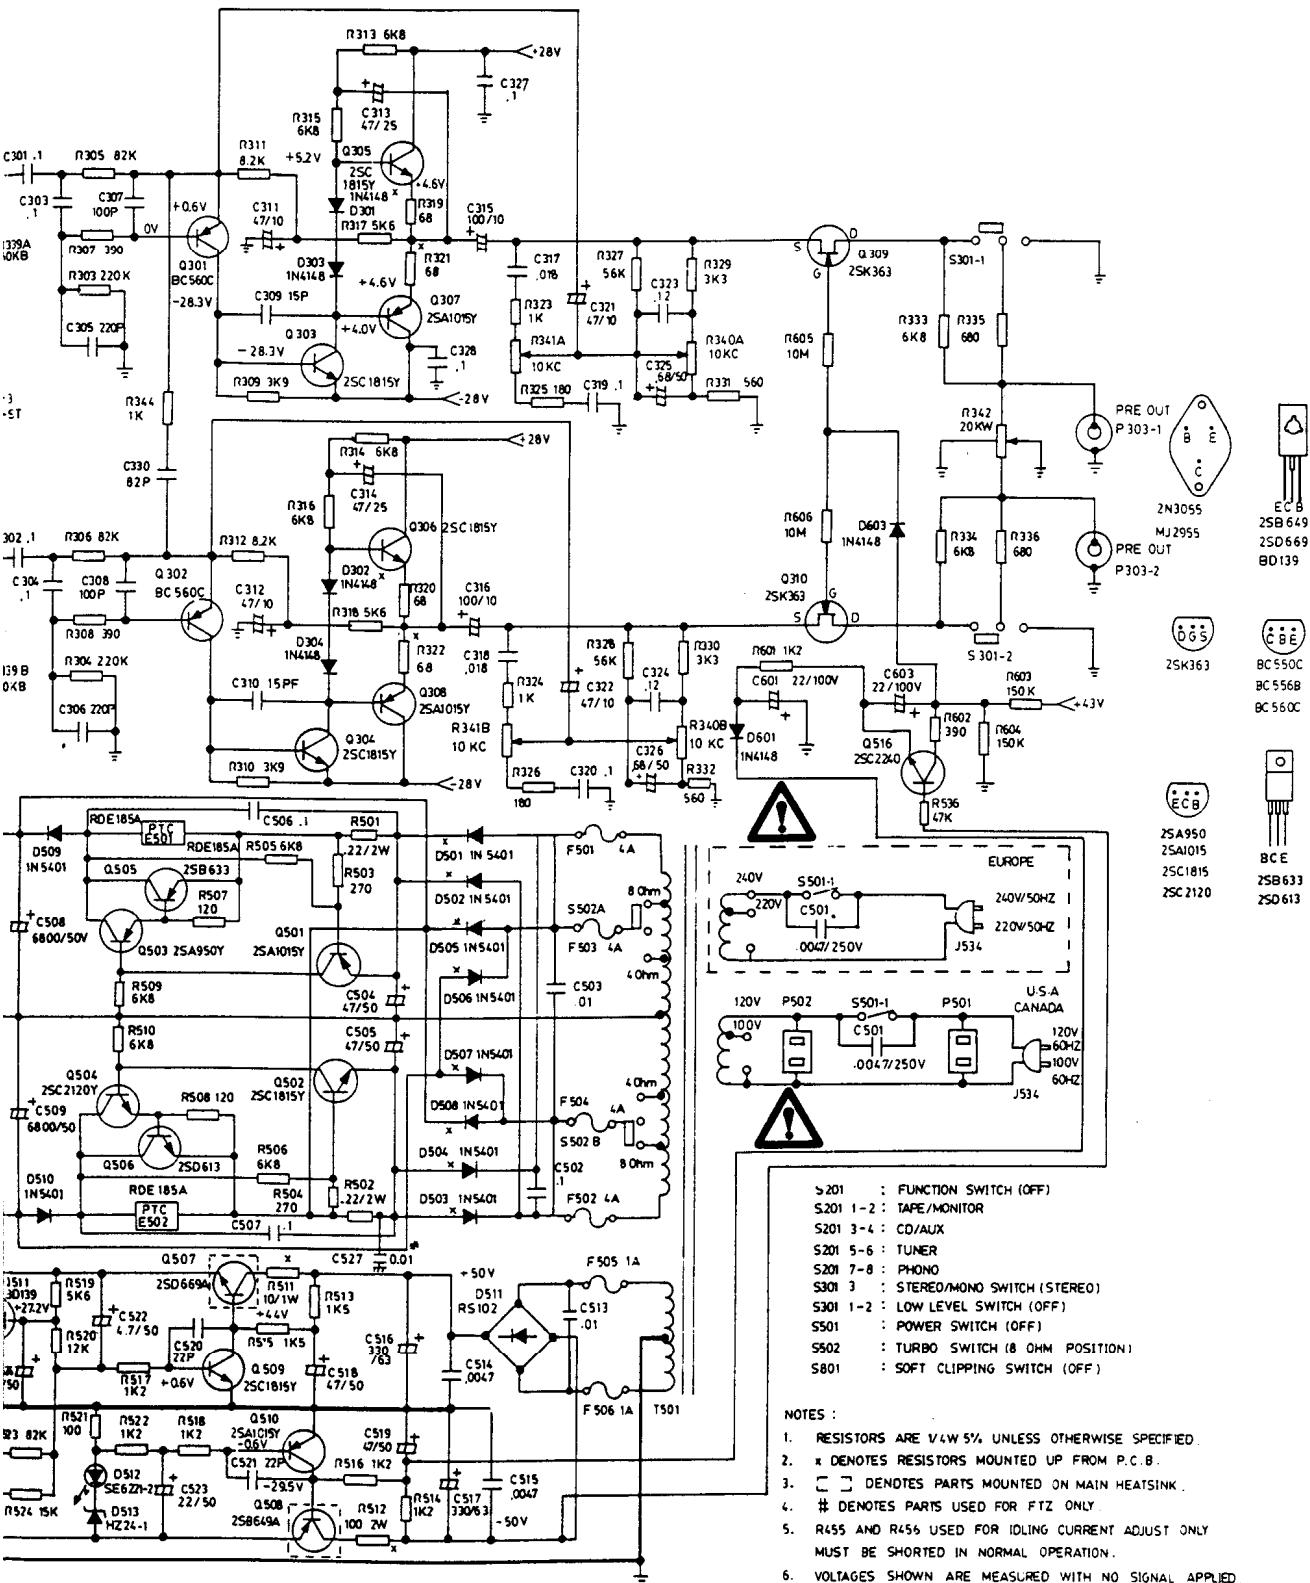 R313 6K8
+28V
C327
.1
C313
47/25
R315
6K8
R311
8.2K
Q305
2SC
1815Y
+5.2V
+4.6V
1N4148
x
D301
R319
68
C301 .1
R305 82K
C303
.1
C307
100P
+0.6V
C311
47/10
C315
100/10
R317 5K6
x
0V
R307 390
Q301
BC560C
D303
1N4148
R321
68
R303 220K
-28.3V
+4.6V
Q307
2SA1015Y
C309 15P
C305 220P
Q303
+4.0V
-28.3V
2SC1815Y
C328
.1
R309 3K9
-28V
C317
.018
R323
1K
R341A
10KC
R325 180
C319 .1
C321
47/10
R327
56K
C323
.12
R329
3K3
R340A
10KC
C325
.68/50
R331 560
S
D
G
Q309
2SK363
S301-1
R605
10M
R333
6K8
R335
680
R342
20KW
PRE OUT
P303-1
R344
1K
C330
82P
-ST
+28V
R314 6K8
C314
47/25
R316
6K8
Q306 2SC1815Y
x
302 .1
R306 82K
R312 8.2K
C304
.1
C308
100P
Q302
BC560C
C312
47/10
D302
1N4148
R320
68
C316
100/10
R318 5K6
x
R308 390
D304
1N4148
R322
68
R304 220K
C310 15PF
Q308
2SA1015Y
C306 220P
Q304
2SC1815Y
R310 3K9
-28V
C318
.018
R324
1K
R341B
10 KC
R326
180
C320 .1
C322
47/10
R328
56K
C324
.12
R330
3K3
R340B
10 KC
C326
.68/50
R332
560
R606
10M
D603
1N4148
Q310
2SK363
G
S
D
R334
6K8
R336
680
PRE OUT
P303-2
S301-2
R601 1K2
22/100V
C601
D601
1N4148
C603
22/100V
R603
150K
+43V
R602
390
R604
150K
Q516
2SC2240
R536
47K
B E
C
2N3055
MJ2955
ECB
2SB649
2SD669
BD139
DGS
2SK363
CBE
BC550C
BC556B
BC560C
ECB
2SA950
2SA1015
2SC1815
2SC2120
BCE
2SB633
2SD613
RDE185A
PTC
E501
C506 .1
R501
.22/2W
D509
1N5401
RDE185A
R505 6K8
Q505
2SB633
R507
120
R503
270
x
D501 1N5401
D502 1N5401
x
x
D505 1N5401
x
D506 1N5401
F501 4A
S502A
F503 4A
8 Ohm
4 Ohm
C503
.01
C508
6800/50V
Q503 2SA950Y
Q501
2SA1015Y
R509
6K8
C504
47/50
R510
6K8
C505
47/50
D507 1N5401
x
Q504
2SC2120Y
R508 120
Q502
2SC1815Y
D508 1N5401
x
F504 4A
S502B
4 Ohm
8 Ohm
C509
6800/50
Q506
2SD613
R506
6K8
R504
270
R502
.22/2W
D504 1N5401
x
C502
.1
D503 1N5401
x
F502 4A
D510
1N5401
RDE185A
PTC
E502
C507 .1
C527
0.01
EUROPE
240V
220V
S501-1
C501
.0047/250V
240V/50HZ
220V/50HZ
J534
120V
100V
P502
S501-1
C501
.0047/250V
P501
U·S·A
CANADA
120V
60HZ
100V
60HZ
J534
Q507
2SD669A
x
R511
10/1W
+44V
R513
1K5
+50V
D511
RS102
F505 1A
C513
.01
R519
5K6
+27.2V
R520
12K
C522
4.7/50
C520
22P
R515 1K5
C516
330
/63
C514
.0047
R517
1K2
+0.6V
Q509
2SC1815Y
C518
47/50
F506 1A
T501
R521
100
R522
1K2
R518
1K2
Q510
2SA1015Y
-0.6V
C521 22P
-29.5V
R516 1K2
C519
47/50
C515
.0047
523 82K
D512
C523
22/50
Q508
2SB649A
R512
100 2W
x
R514
1K2
C517
330/63
-50V
R524 15K
D513
HZ24-1
S201 : FUNCTION SWITCH (OFF)
S201 1-2 : TAPE/MONITOR
S201 3-4 : CD/AUX
S201 5-6 : TUNER
S201 7-8 : PHONO
S301 3 : STEREO/MONO SWITCH (STEREO)
S301 1-2 : LOW LEVEL SWITCH (OFF)
S501 : POWER SWITCH (OFF)
S502 : TURBO SWITCH (8 OHM POSITION)
S801 : SOFT CLIPPING SWITCH (OFF)
NOTES :
1. RESISTORS ARE 1/4W 5% UNLESS OTHERWISE SPECIFIED.
2. x DENOTES RESISTORS MOUNTED UP FROM P.C.B.
3. [ ] DENOTES PARTS MOUNTED ON MAIN HEATSINK.
4. # DENOTES PARTS USED FOR FTZ ONLY.
5. R455 AND R456 USED FOR IDLING CURRENT ADJUST ONLY
MUST BE SHORTED IN NORMAL OPERATION.
6. VOLTAGES SHOWN ARE MEASURED WITH NO SIGNAL APPLIED